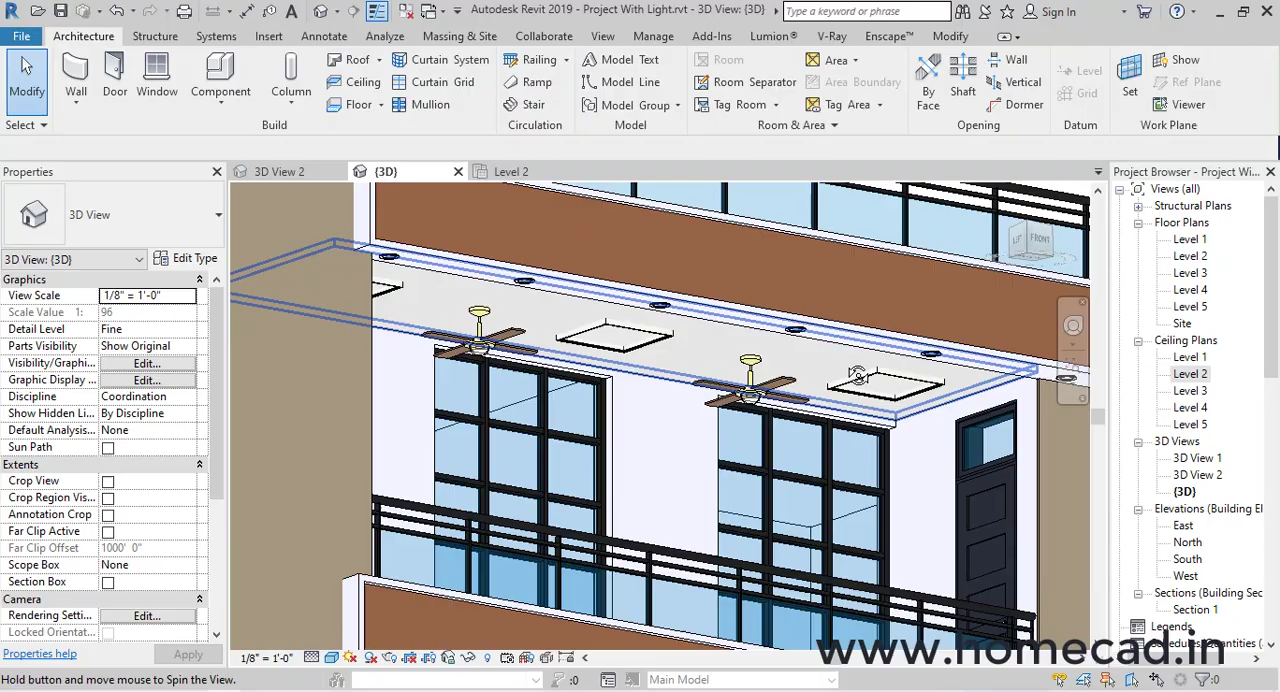 Autodesk Revit 2019 - Project With Light.rvt - 3D View: {3D}
Type a keyword or phrase
Sign In
File
Architecture
Structure
Systems
Insert
Annotate
Analyze
Massing & Site
Collaborate
View
Manage
Add-Ins
Lumion®
V-Ray
Enscape™
Modify
Modify
Wall
Door
Window
Component
Column
Roof
Ceiling
Floor
Curtain System
Curtain Grid
Mullion
Railing
Ramp
Stair
Model Text
Model Line
Model Group
Room
Room Separator
Tag Room
Area
Area Boundary
Tag Area
By
Face
Shaft
Wall
Vertical
Dormer
Level
Grid
Set
Show
Ref Plane
Viewer
Select
Build
Circulation
Model
Room & Area
Opening
Datum
Work Plane
Properties
3D View 2
{3D}
Level 2
Project Browser - Project Wi...
3D View
3D View: {3D}
Edit Type
Graphics
View Scale 1/8" = 1'-0"
Scale Value 1: 96
Detail Level Fine
Parts Visibility Show Original
Visibility/Graphi... Edit...
Graphic Display ... Edit...
Discipline Coordination
Show Hidden Li... By Discipline
Default Analysis... None
Sun Path
Extents
Crop View
Crop Region Vis...
Annotation Crop
Far Clip Active
Far Clip Offset 1000' 0"
Scope Box None
Section Box
Camera
Rendering Setti... Edit...
Locked Orientat...
Properties help
Apply
LEFT FRONT
Views (all)
Structural Plans
Floor Plans
Level 1
Level 2
Level 3
Level 4
Level 5
Site
Ceiling Plans
Level 1
Level 2
Level 3
Level 4
Level 5
3D Views
3D View 1
3D View 2
{3D}
Elevations (Building El
East
North
South
West
Sections (Building Sec
Section 1
Legends
Schedules/Quantities (a
www.homecad.in
1/8" = 1'-0"
Hold button and move mouse to Spin the View.
:0
Main Model
:0